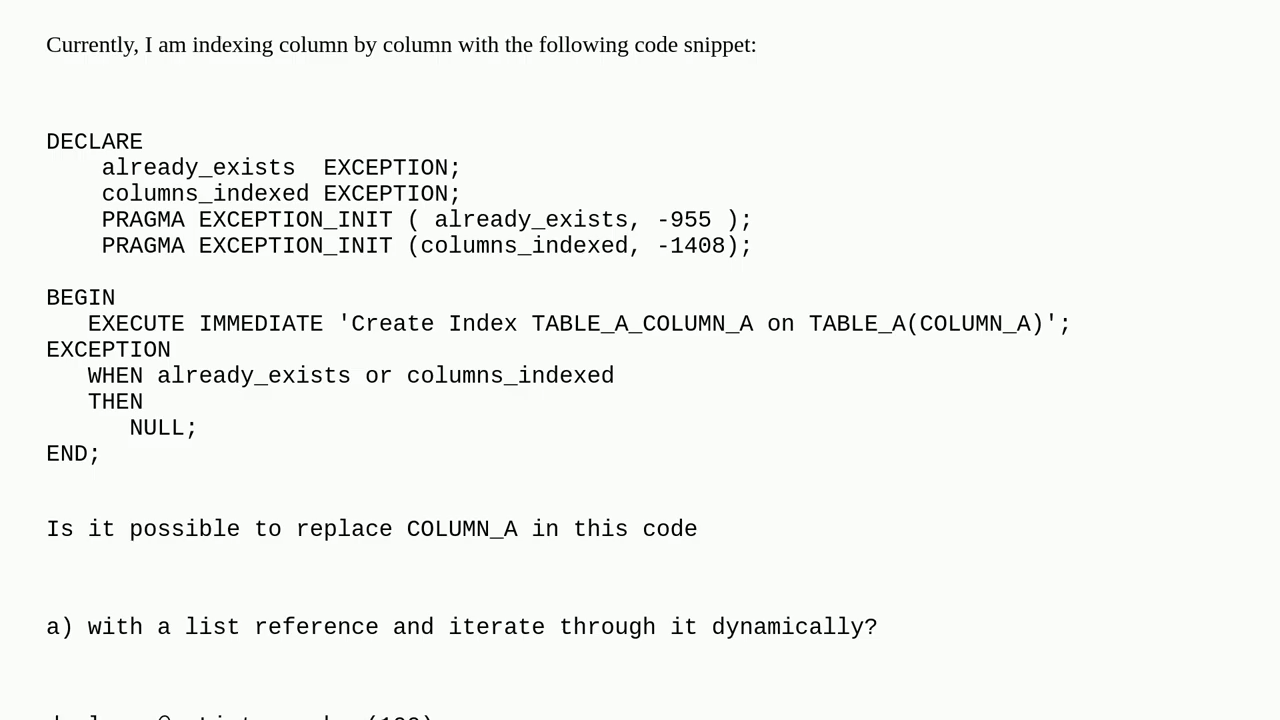 Currently, I am indexing column by column with the following code snippet:
DECLARE
    already_exists  EXCEPTION;
    columns_indexed EXCEPTION;
    PRAGMA EXCEPTION_INIT ( already_exists, -955 );
    PRAGMA EXCEPTION_INIT (columns_indexed, -1408);
BEGIN
   EXECUTE IMMEDIATE 'Create Index TABLE_A_COLUMN_A on TABLE_A(COLUMN_A)';
EXCEPTION
   WHEN already_exists or columns_indexed
   THEN
      NULL;
END;
Is it possible to replace COLUMN_A in this code
a) with a list reference and iterate through it dynamically?